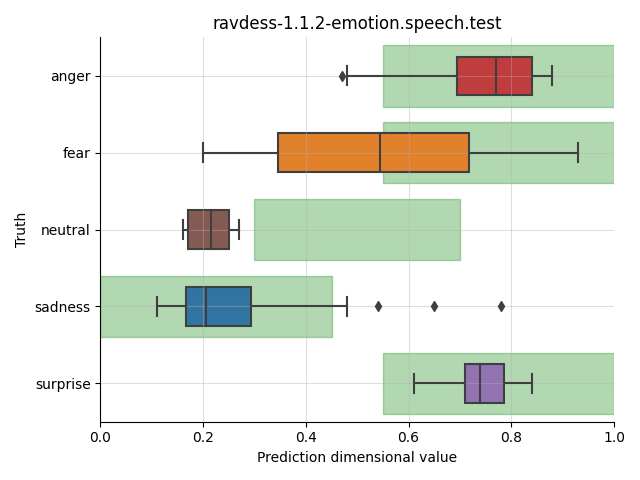 ravdess-1.1.2-emotion.speech.test
anger
fear
neutral
sadness
surprise
Truth
0.0 0.2 0.4 0.6 0.8 1.0
Prediction dimensional value